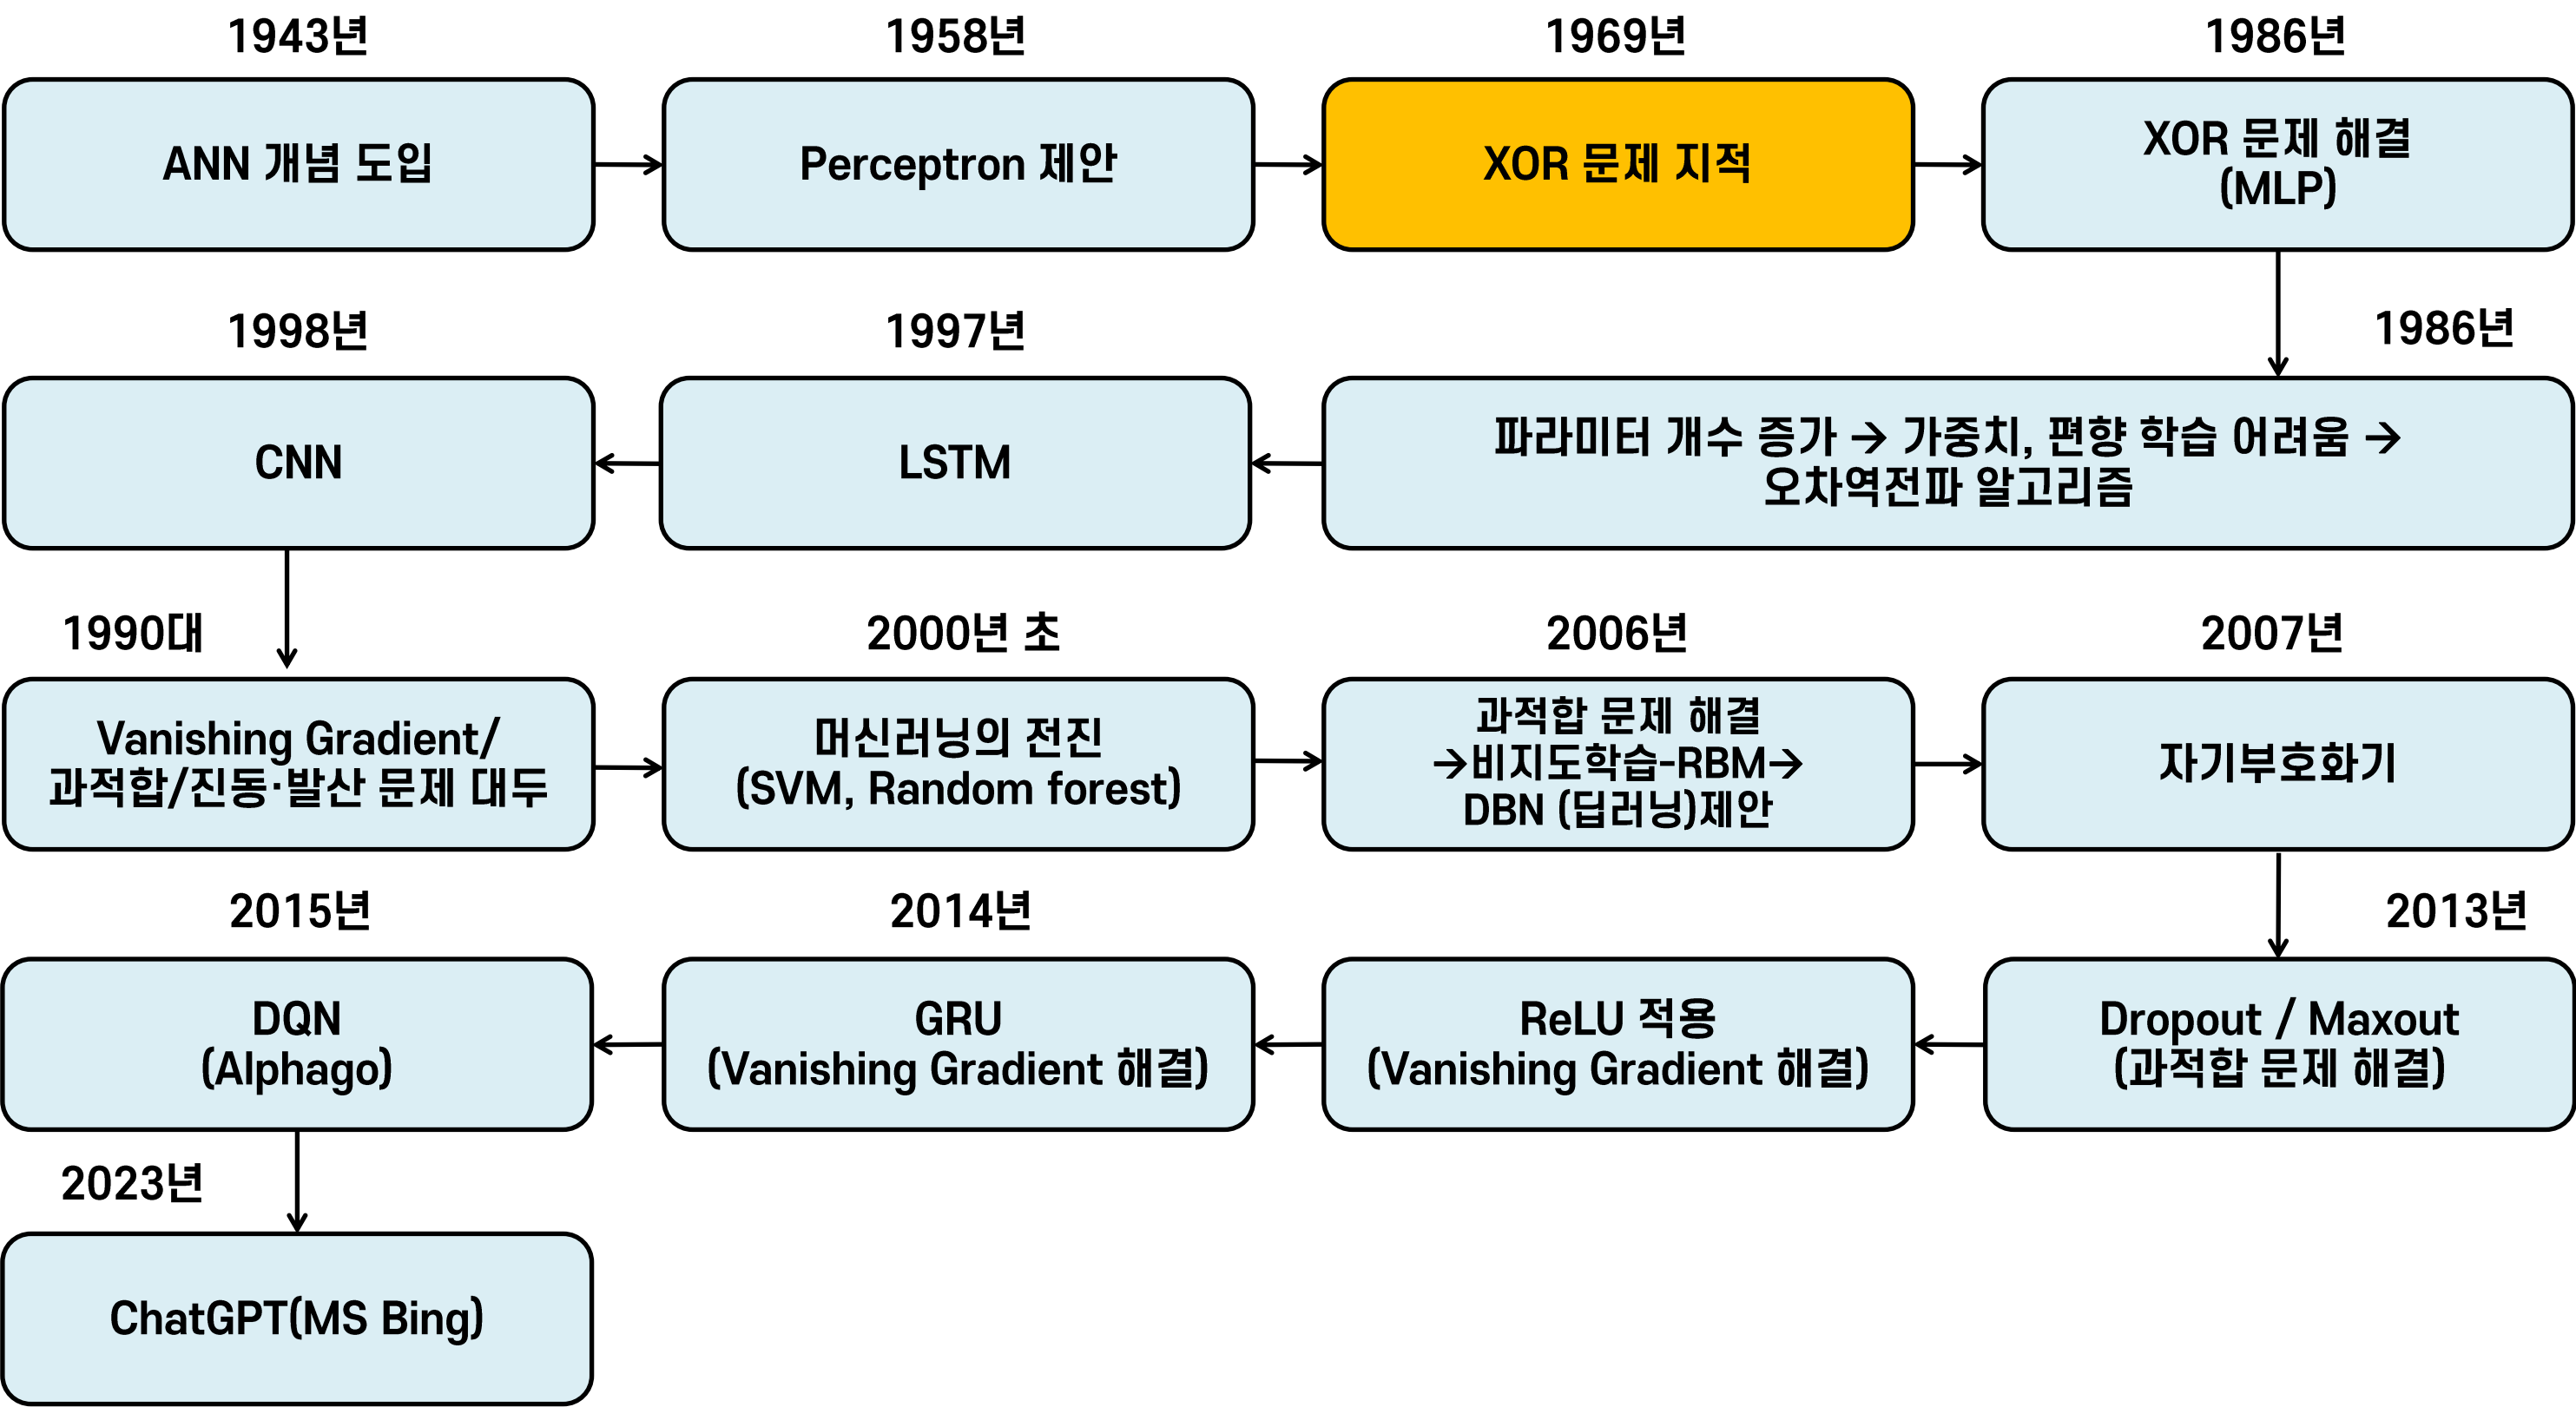 1943년
ANN 개념 도입
1958년
Perceptron 제안
1969년
XOR 문제 지적
1986년
XOR 문제 해결
(MLP)
1986년
파라미터 개수 증가 → 가중치, 편향 학습 어려움 →
오차역전파 알고리즘
1997년
LSTM
1998년
CNN
1990대
Vanishing Gradient/
과적합/진동·발산 문제 대두
2000년 초
머신러닝의 전진
(SVM, Random forest)
2006년
과적합 문제 해결
→비지도학습-RBM→
DBN (딥러닝)제안
2007년
자기부호화기
2013년
Dropout / Maxout
(과적합 문제 해결)
ReLU 적용
(Vanishing Gradient 해결)
2014년
GRU
(Vanishing Gradient 해결)
2015년
DQN
(Alphago)
2023년
ChatGPT(MS Bing)